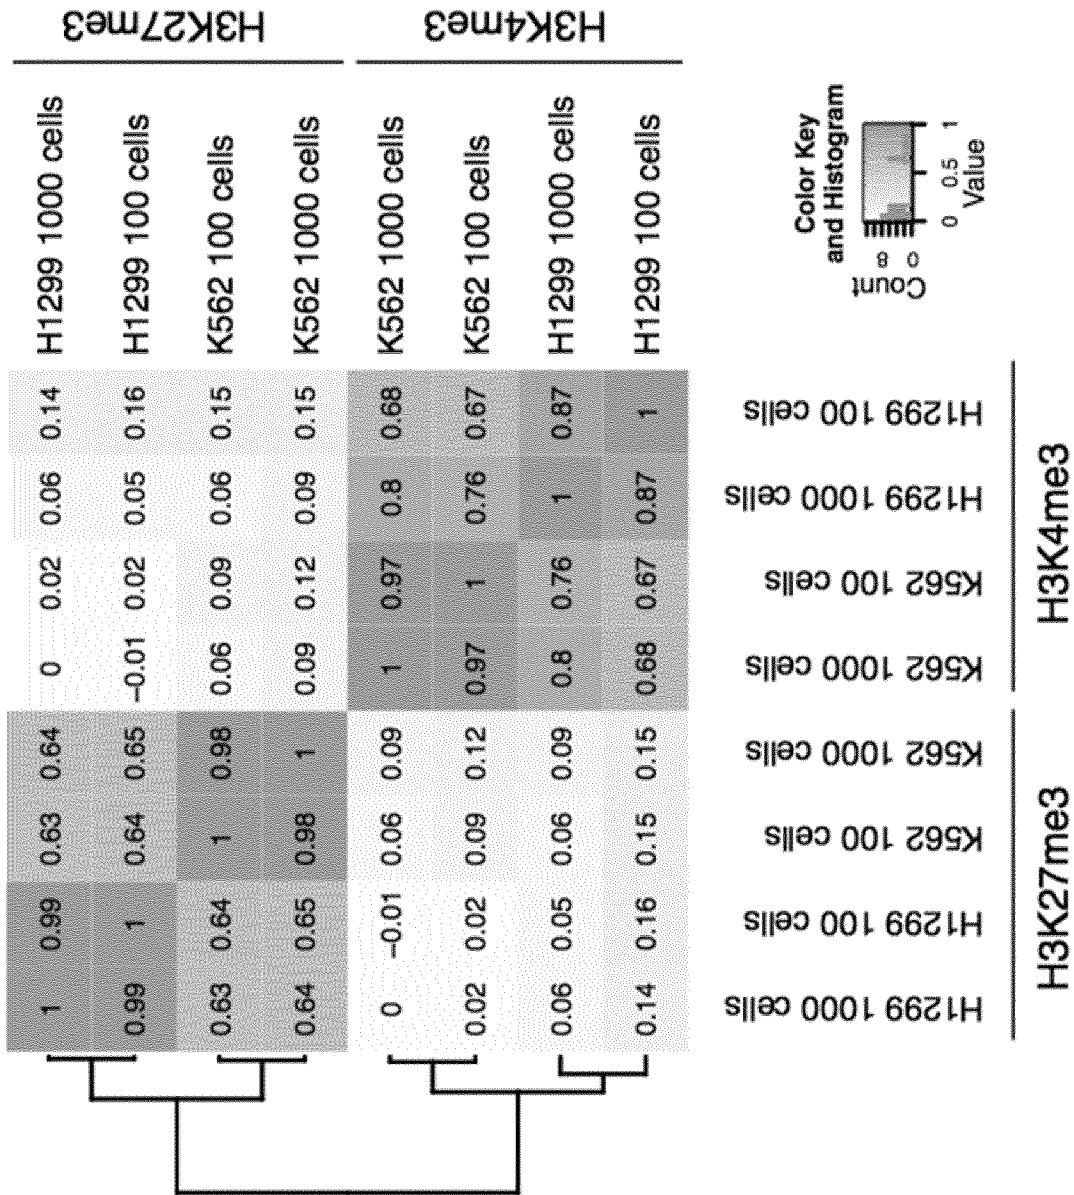 H3K27me3
H3K4me3
H1299 1000 cells
H1299 100 cells
K562 100 cells
K562 1000 cells
K562 1000 cells
K562 100 cells
H1299 1000 cells
H1299 100 cells
Color Key
and Histogram
Count
0 8
0 0.5 1
Value
0.14 0.16 0.15 0.15 0.68 0.67 0.87 1
0.06 0.05 0.06 0.09 0.8 0.76 1 0.87
0.02 0.02 0.09 0.12 0.97 1 0.76 0.67
0 −0.01 0.06 0.09 1 0.97 0.8 0.68
0.64 0.65 0.98 1 0.09 0.12 0.09 0.15
0.63 0.64 1 0.98 0.06 0.09 0.06 0.15
0.99 1 0.64 0.65 −0.01 0.02 0.05 0.16
1 0.99 0.63 0.64 0 0.02 0.06 0.14
H1299 100 cells
H1299 1000 cells
K562 100 cells
K562 1000 cells
K562 1000 cells
K562 100 cells
H1299 100 cells
H1299 1000 cells
H3K4me3
H3K27me3